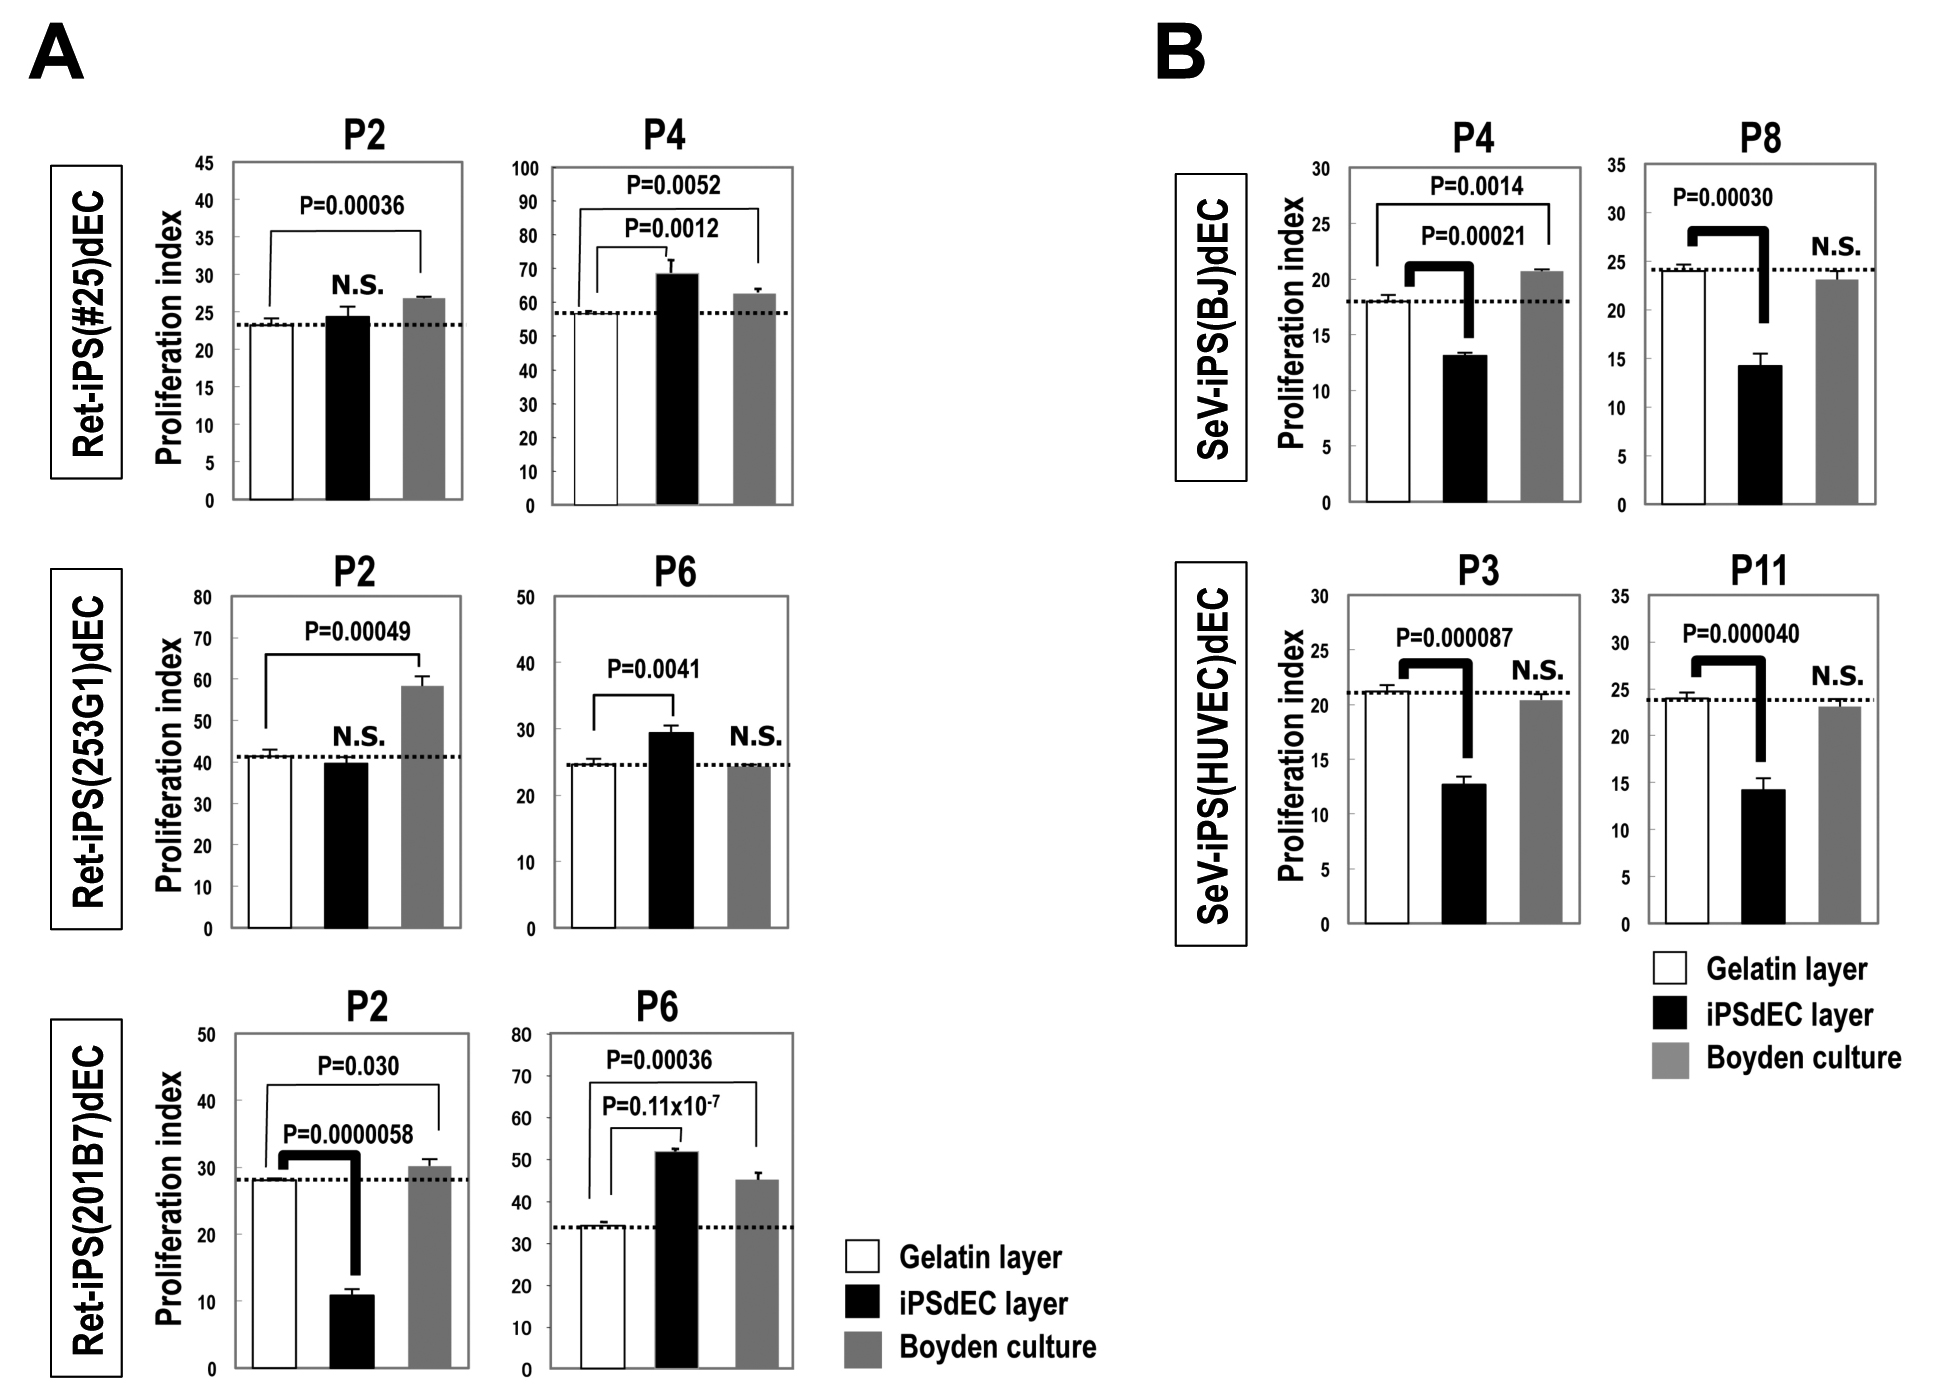 A
B
P2
P4
Ret-iPS(#25)dEC
Proliferation index
45
40
35
30
25
20
15
10
5
0
P=0.00036
N.S.
100
90
80
70
60
50
40
30
20
10
0
P=0.0052
P=0.0012
P2
P6
Ret-iPS(253G1)dEC
Proliferation index
80
70
60
50
40
30
20
10
0
P=0.00049
N.S.
50
40
30
20
10
0
P=0.0041
N.S.
P2
P6
Ret-iPS(201B7)dEC
Proliferation index
50
40
30
20
10
0
P=0.030
P=0.0000058
80
70
60
50
40
30
20
10
0
P=0.00036
P=0.11x10-7
Gelatin layer
iPSdEC layer
Boyden culture
P4
P8
SeV-iPS(BJ)dEC
Proliferation index
30
25
20
15
10
5
0
P=0.0014
P=0.00021
35
30
25
20
15
10
5
0
P=0.00030
N.S.
P3
P11
SeV-iPS(HUVEC)dEC
Proliferation index
30
25
20
15
10
5
0
P=0.000087
N.S.
35
30
25
20
15
10
5
0
P=0.000040
N.S.
Gelatin layer
iPSdEC layer
Boyden culture